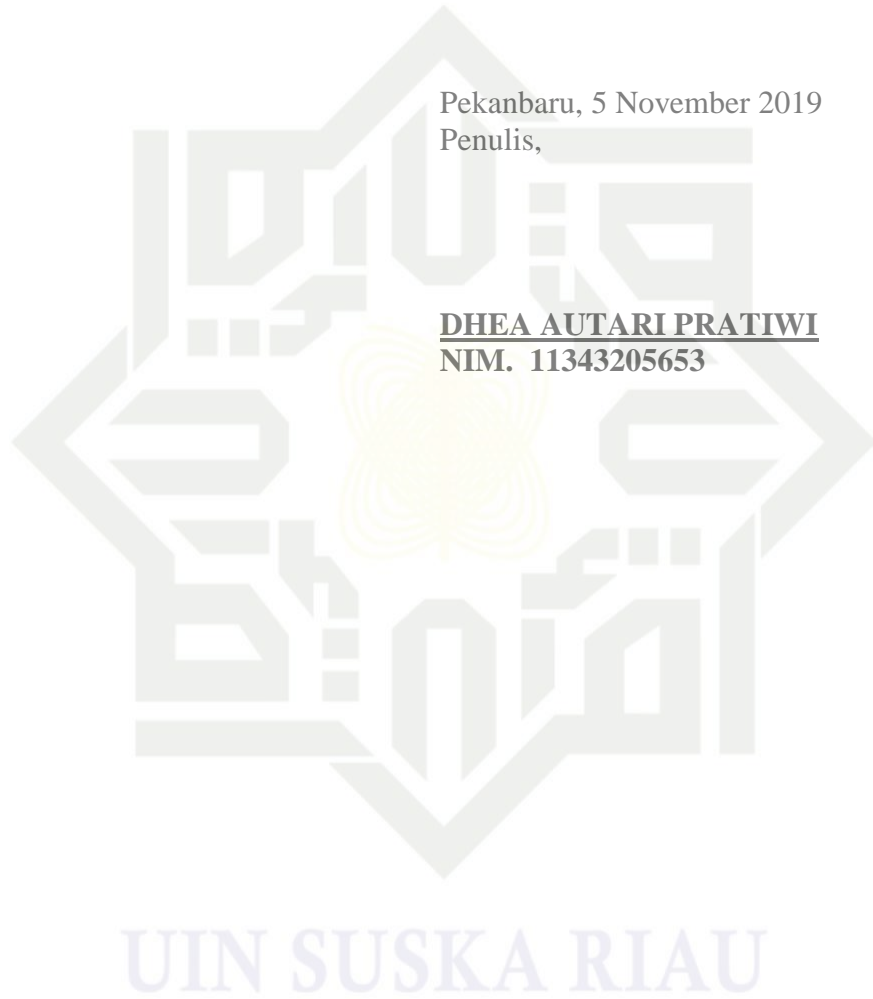 Pekanbaru, 5 November 2019
Penulis,
DHEA AUTARI PRATIWI
NIM. 11343205653
UIN SUSKA RIAU